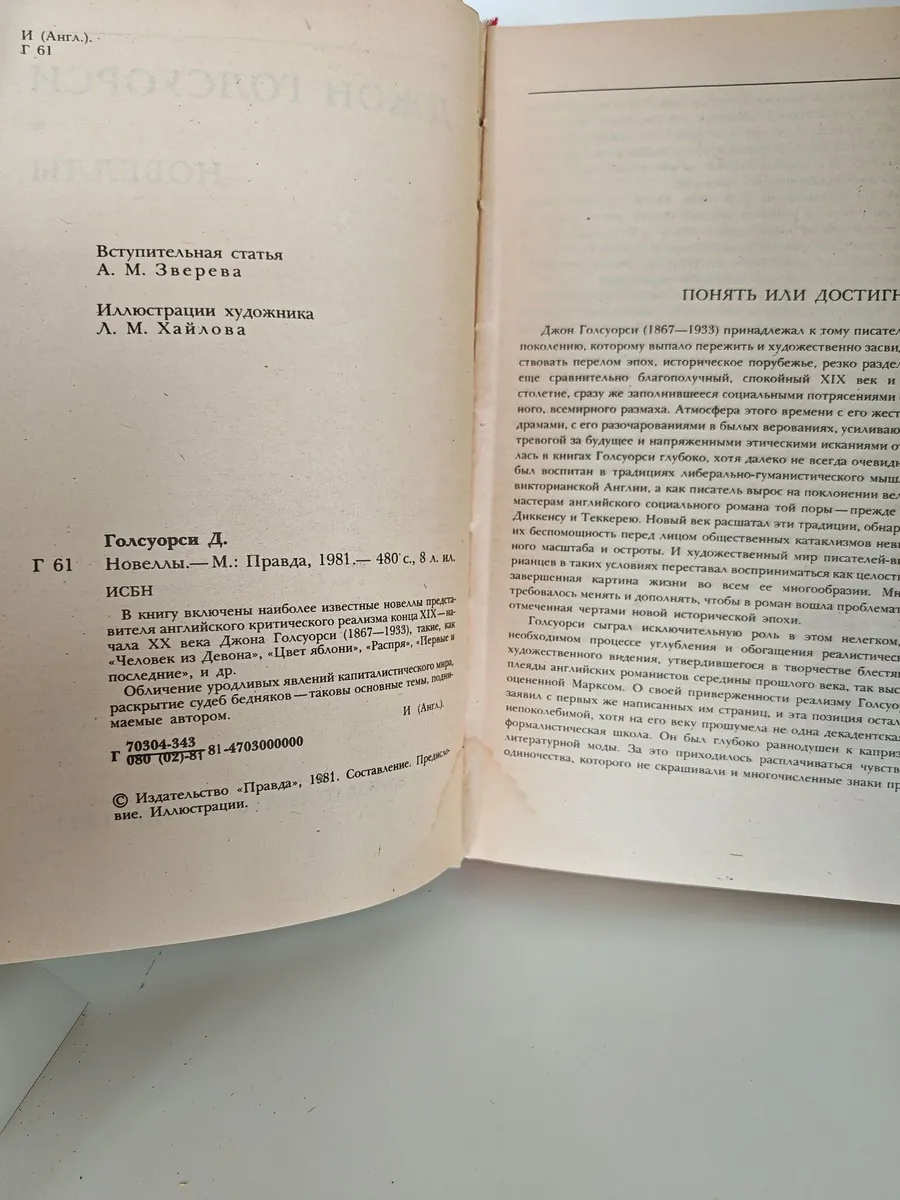 И (Англ.).
Г 61
Вступительная статья
А. М. Зверева
Иллюстрации художника
Л. М. Хайлова
Голсуорси Д.
Г 61 Новеллы.— М.: Правда, 1981.— 480 с., 8 л. ил.
ИСБН
В книгу включены наиболее известные новеллы предста-
вителя английского критического реализма конца XIX—на-
чала XX века Джона Голсуорси (1867—1933), такие, как
«Человек из Девона», «Цвет яблони», «Распря», «Первые и
последние», и др.
Обличение уродливых явлений капиталистического мира,
раскрытие судеб бедняков—таковы основные темы, подни-
маемые автором.
И (Англ.).
Г 70304-343
080 (02)-81 81-4703000000
© Издательство «Правда», 1981. Составление. Предисло-
вие. Иллюстрации.
ПОНЯТЬ ИЛИ ДОСТИГН
Джон Голсуорси (1867—1933) принадлежал к тому писател
поколению, которому выпало пережить и художественно засвид
ствовать перелом эпох, историческое порубежье, резко раздел
еще сравнительно благополучный, спокойный XIX век и
столетие, сразу же заполнившееся социальными потрясениями
ного, всемирного размаха. Атмосфера этого времени с его жест
драмами, с его разочарованиями в былых верованиях, усиливаю
тревогой за будущее и напряженными этическими исканиями от
лась в книгах Голсуорси глубоко, хотя далеко не всегда очевидн
был воспитан в традициях либерально-гуманистического мыш
викторианской Англии, а как писатель вырос на поклонении вел
мастерам английского социального романа той поры—прежде
Диккенсу и Теккерею. Новый век расшатал эти традиции, обнар
их беспомощность перед лицом общественных катаклизмов неви
ного масштаба и остроты. И художественный мир писателей-ви
рианцев в таких условиях переставал восприниматься как целост
завершенная картина жизни во всем ее многообразии. Мн
требовалось менять и дополнять, чтобы в роман вошла проблемат
отмеченная чертами новой исторической эпохи.
Голсуорси сыграл исключительную роль в этом нелегком,
необходимом процессе углубления и обогащения реалистическ
художественного видения, утвердившегося в творчестве блестящ
плеяды английских романистов середины прошлого века, так выс
оцененной Марксом. О своей приверженности реализму Голсуо
заявил с первых же написанных им страниц, и эта позиция остал
непоколебимой, хотя на его веку прошумела не одна декадентская
формалистическая школа. Он был глубоко равнодушен к каприз
литературной моды. За это приходилось расплачиваться чувств
одиночества, которого не скрашивали и многочисленные знаки пр